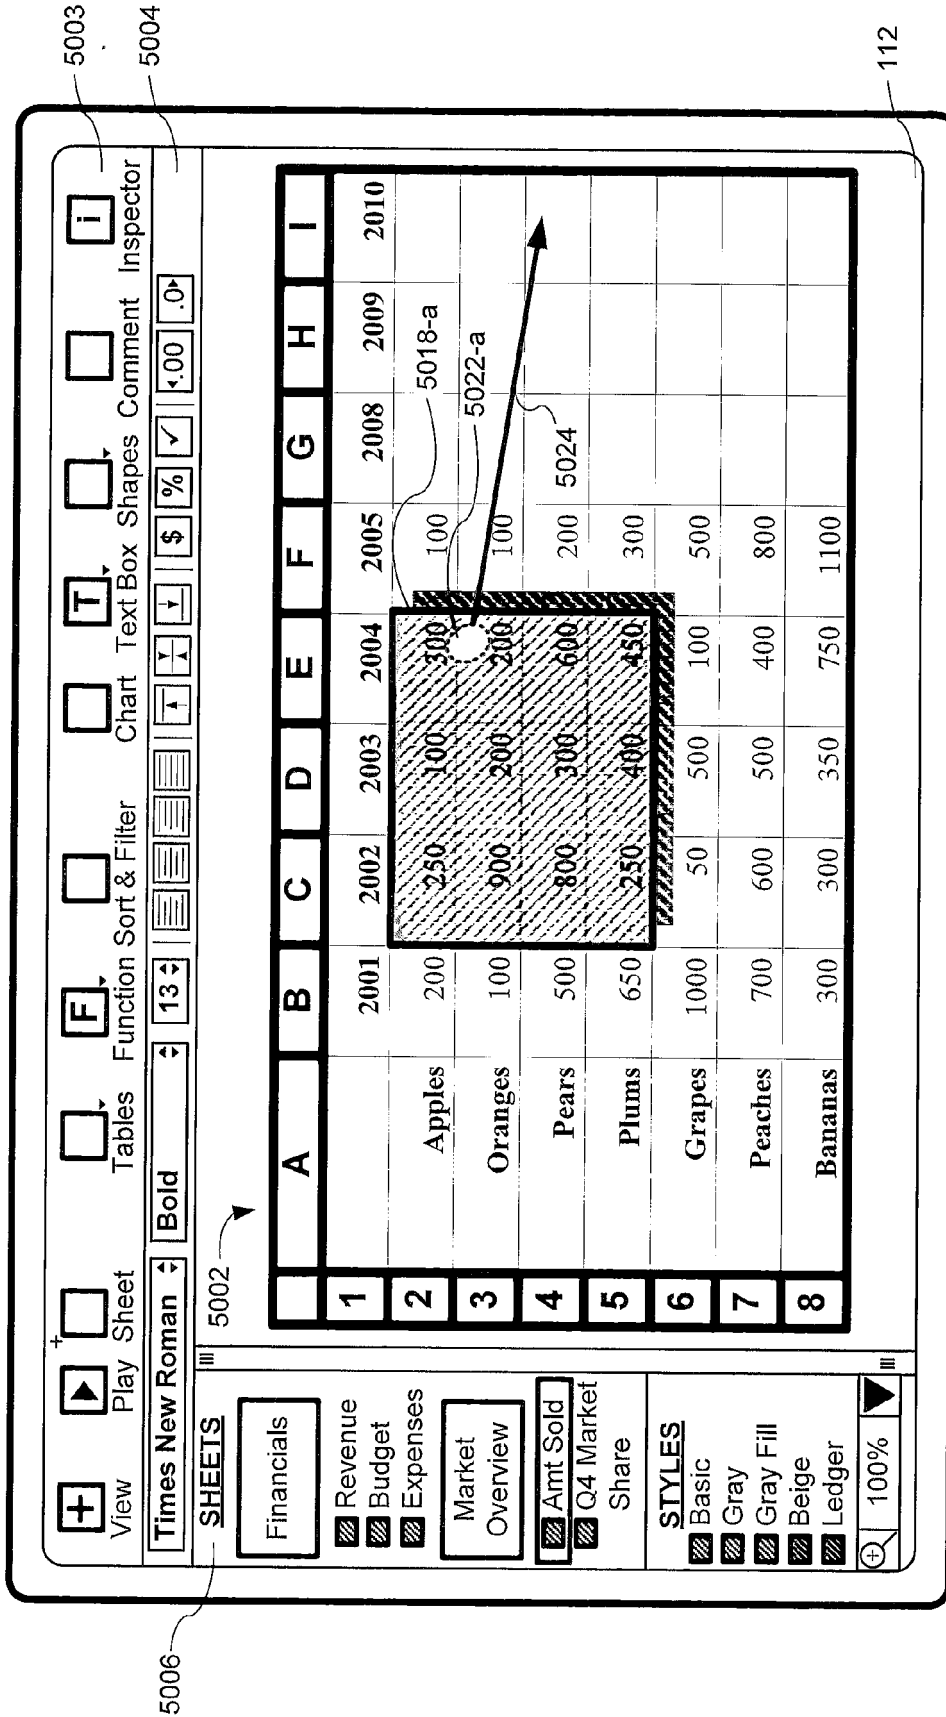 5003
5004
View Play Sheet Tables Function Sort & Filter Chart Text Box Shapes Comment Inspector
+ F T i
Times New Roman Bold 13 $ % ✓ .00 .0
5006
5002
SHEETS
Financials
Revenue
Budget
Expenses
Market
Overview
Amt Sold
Q4 Market
Share
STYLES
Basic
Gray
Gray Fill
Beige
Ledger
100%
A B C D E F G H I
1 2001 2002 2003 2004 2005 2008 2009 2010
2 Apples 200 250 100 300 100
3 Oranges 100 900 200 200 100
4 Pears 500 800 300 600 200
5 Plums 650 250 400 450 300
6 Grapes 1000 50 500 100 500
7 Peaches 700 600 500 400 800
8 Bananas 300 300 350 750 1100
5018-a
5022-a
5024
112